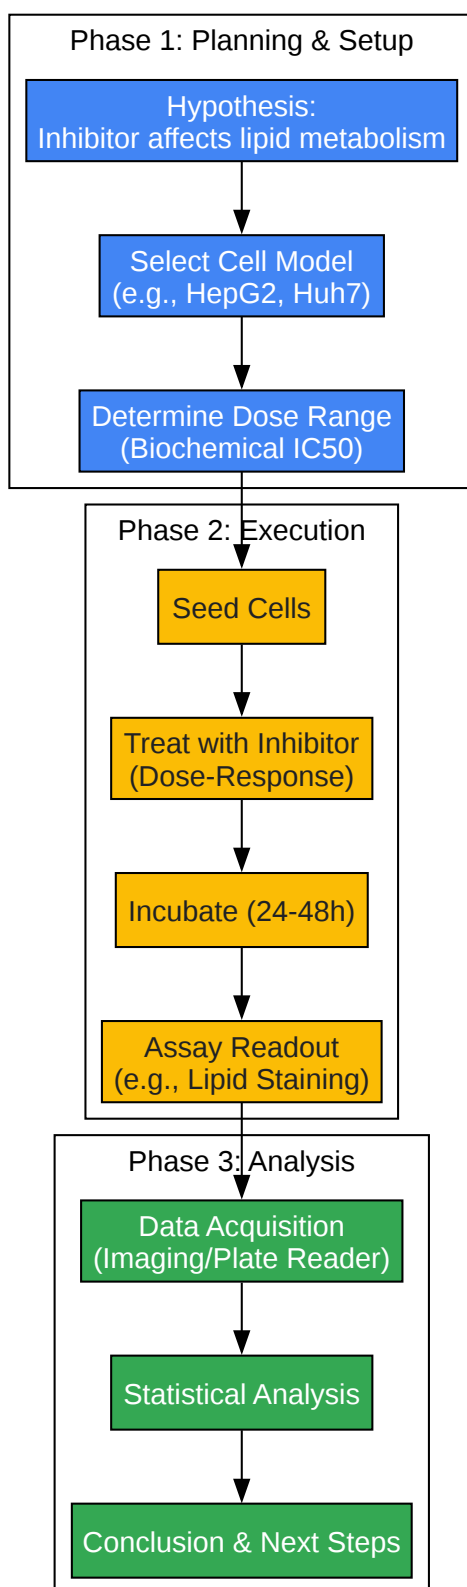 Phase 1: Planning & Setup
Hypothesis:
Inhibitor affects lipid metabolism
Select Cell Model
(e.g., HepG2, Huh7)
Determine Dose Range
(Biochemical IC50)
Phase 2: Execution
Seed Cells
Treat with Inhibitor
(Dose-Response)
Incubate (24-48h)
Assay Readout
(e.g., Lipid Staining)
Phase 3: Analysis
Data Acquisition
(Imaging/Plate Reader)
Statistical Analysis
Conclusion & Next Steps